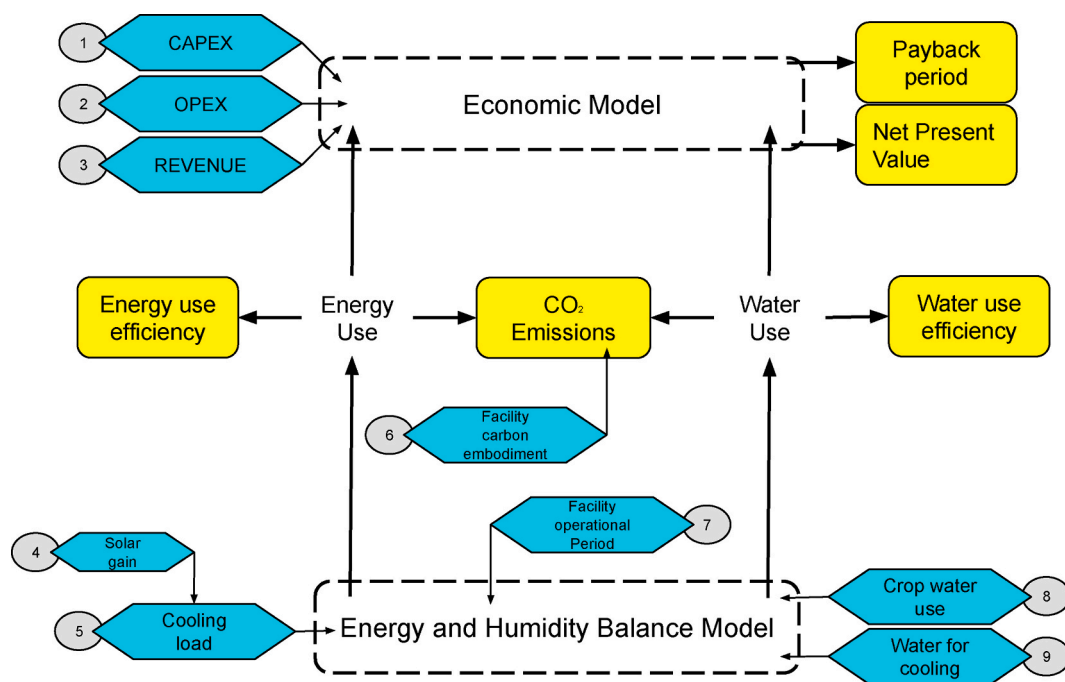 1
CAPEX
2
OPEX
3
REVENUE
Economic Model
Payback
period
Net Present
Value
Energy use
efficiency
Energy
Use
CO₂
Emissions
Water
Use
Water use
efficiency
6
Facility
carbon
embodiment
Facility
operational
Period
7
4
Solar
gain
5
Cooling
load
Energy and Humidity Balance Model
Crop water
use
8
Water for
cooling
9